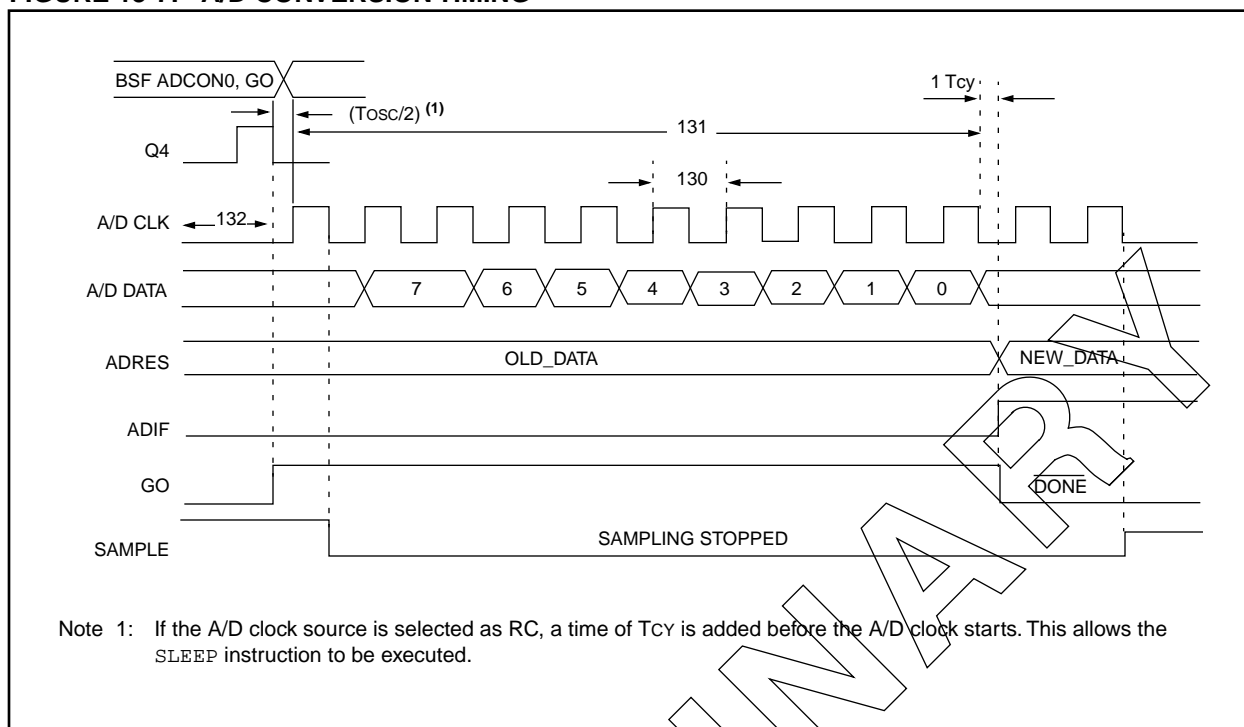 BSF ADCON0, GO
(TOSC/2) (1)
1 Tcy
131
Q4
130
A/D CLK
132
A/D DATA
7 6 5 4 3 2 1 0
ADRES
OLD_DATA
NEW_DATA
ADIF
GO
DONE
SAMPLE
SAMPLING STOPPED
Note 1: If the A/D clock source is selected as RC, a time of TCY is added before the A/D clock starts. This allows the
SLEEP instruction to be executed.
INARY